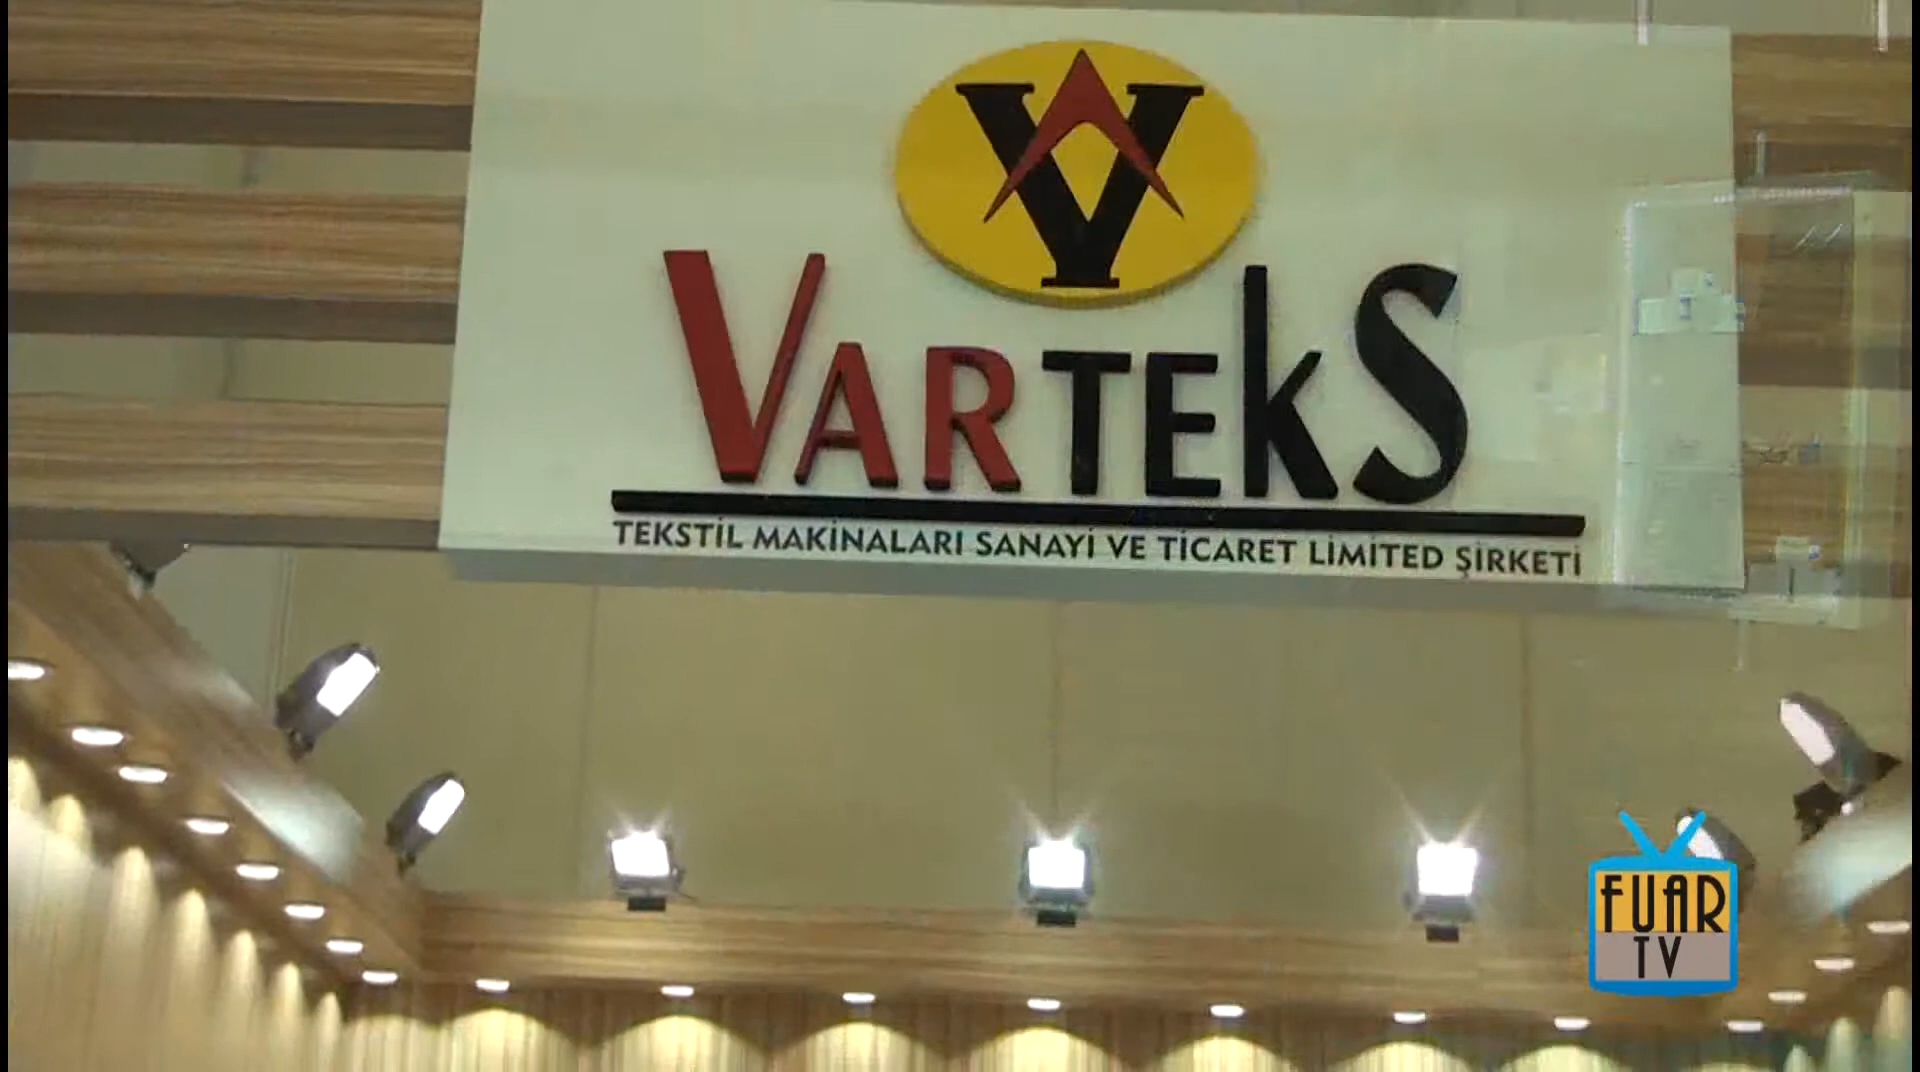 VARTEKS
TEKSTİL MAKİNALARI SANAYİ VE TİCARET LİMİTED ŞİRKETİ
FUAR
TV